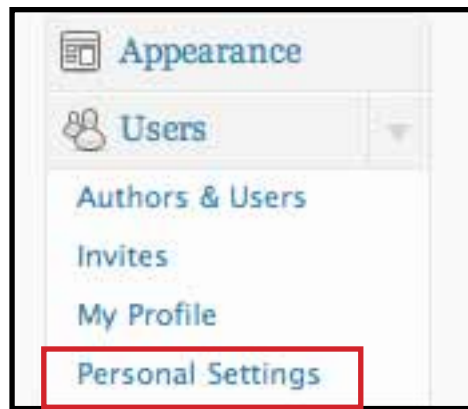 Appearance
Users
Authors & Users
Invites
My Profile
Personal Settings